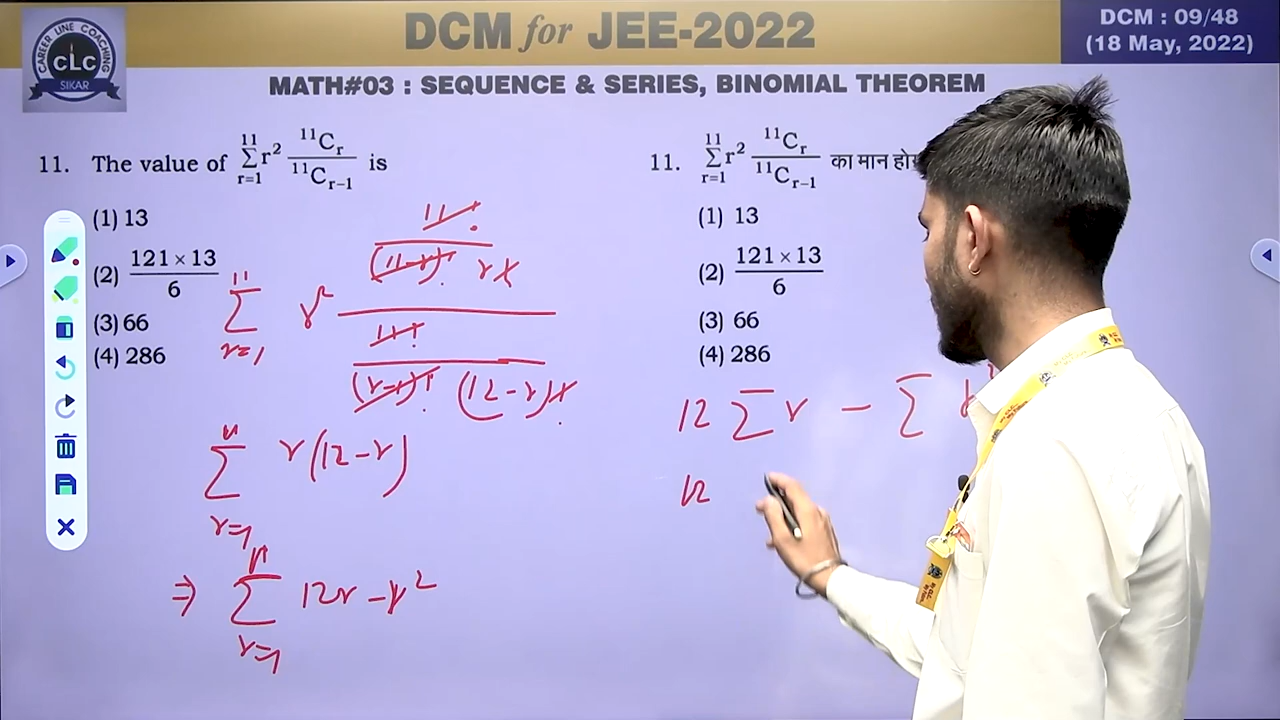 DCM for JEE-2022
DCM : 09/48
(18 May, 2022)
CAREER LINE COACHING
CLC
SIKAR
MATH#03 : SEQUENCE & SERIES, BINOMIAL THEOREM
11. The value of 11 Σ r=1 r² ¹¹Cᵣ / ¹¹Cᵣ₋₁ is
(1) 13
(2) 121 × 13 / 6
(3) 66
(4) 286
11. 11 Σ r=1 r² ¹¹Cᵣ / ¹¹Cᵣ₋₁ का मान
(1) 13
(2) 121 × 13 / 6
(3) 66
(4) 286
11 Σ r=1 r²
11!
(11-r)! r!
11!
(r-1)! (12-r)!
11 Σ r=1 r(12-r)
⇒ 11 Σ r=1 12r - r²
12 Σ r - Σ r²
12